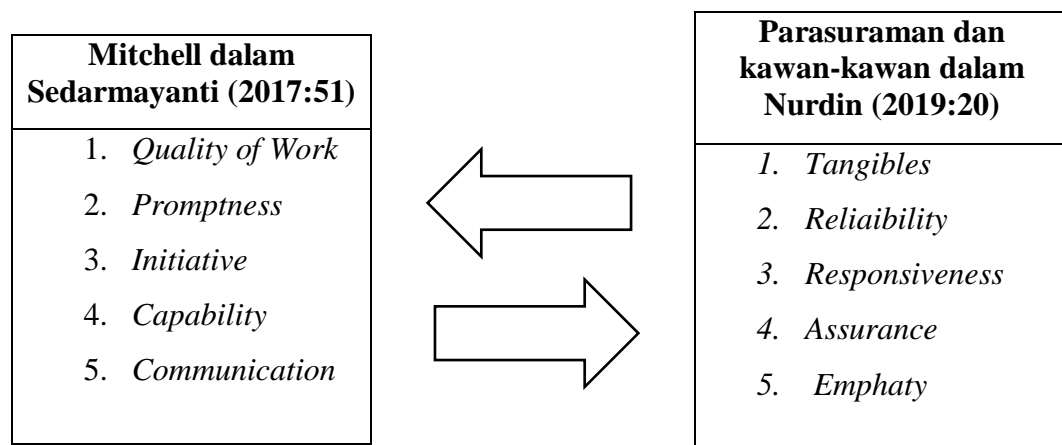 Mitchell dalam
Sedarmayanti (2017:51)
1. Quality of Work
2. Promptness
3. Initiative
4. Capability
5. Communication
Parasuraman dan
kawan-kawan dalam
Nurdin (2019:20)
1. Tangibles
2. Reliaibility
3. Responsiveness
4. Assurance
5. Emphaty